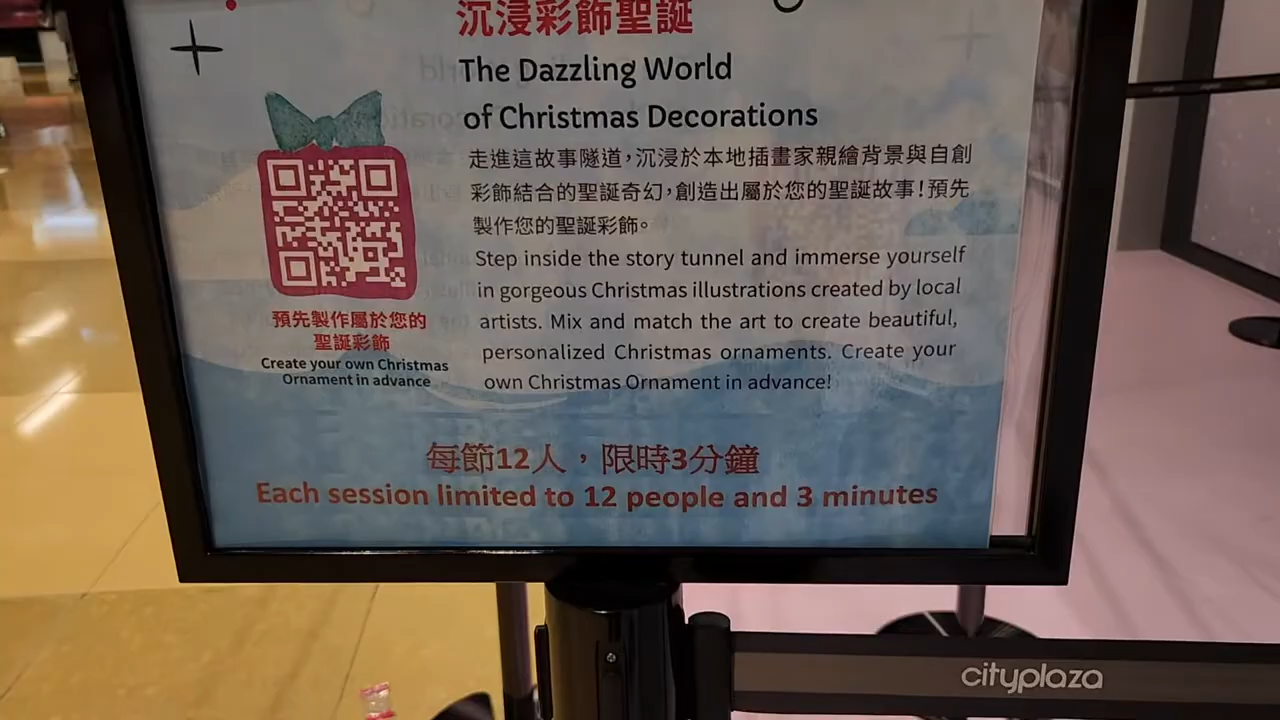 沉浸彩飾聖誕
The Dazzling World
of Christmas Decorations
走進這故事隧道,沉浸於本地插畫家親繪背景與自創
彩飾結合的聖誕奇幻,創造出屬於您的聖誕故事!預先
製作您的聖誕彩飾。
Step inside the story tunnel and immerse yourself
in gorgeous Christmas illustrations created by local
artists. Mix and match the art to create beautiful,
personalized Christmas ornaments. Create your
own Christmas Ornament in advance!
預先製作屬於您的
聖誕彩飾
Create your own Christmas
Ornament in advance
每節12人，限時3分鐘
Each session limited to 12 people and 3 minutes
cityplaza